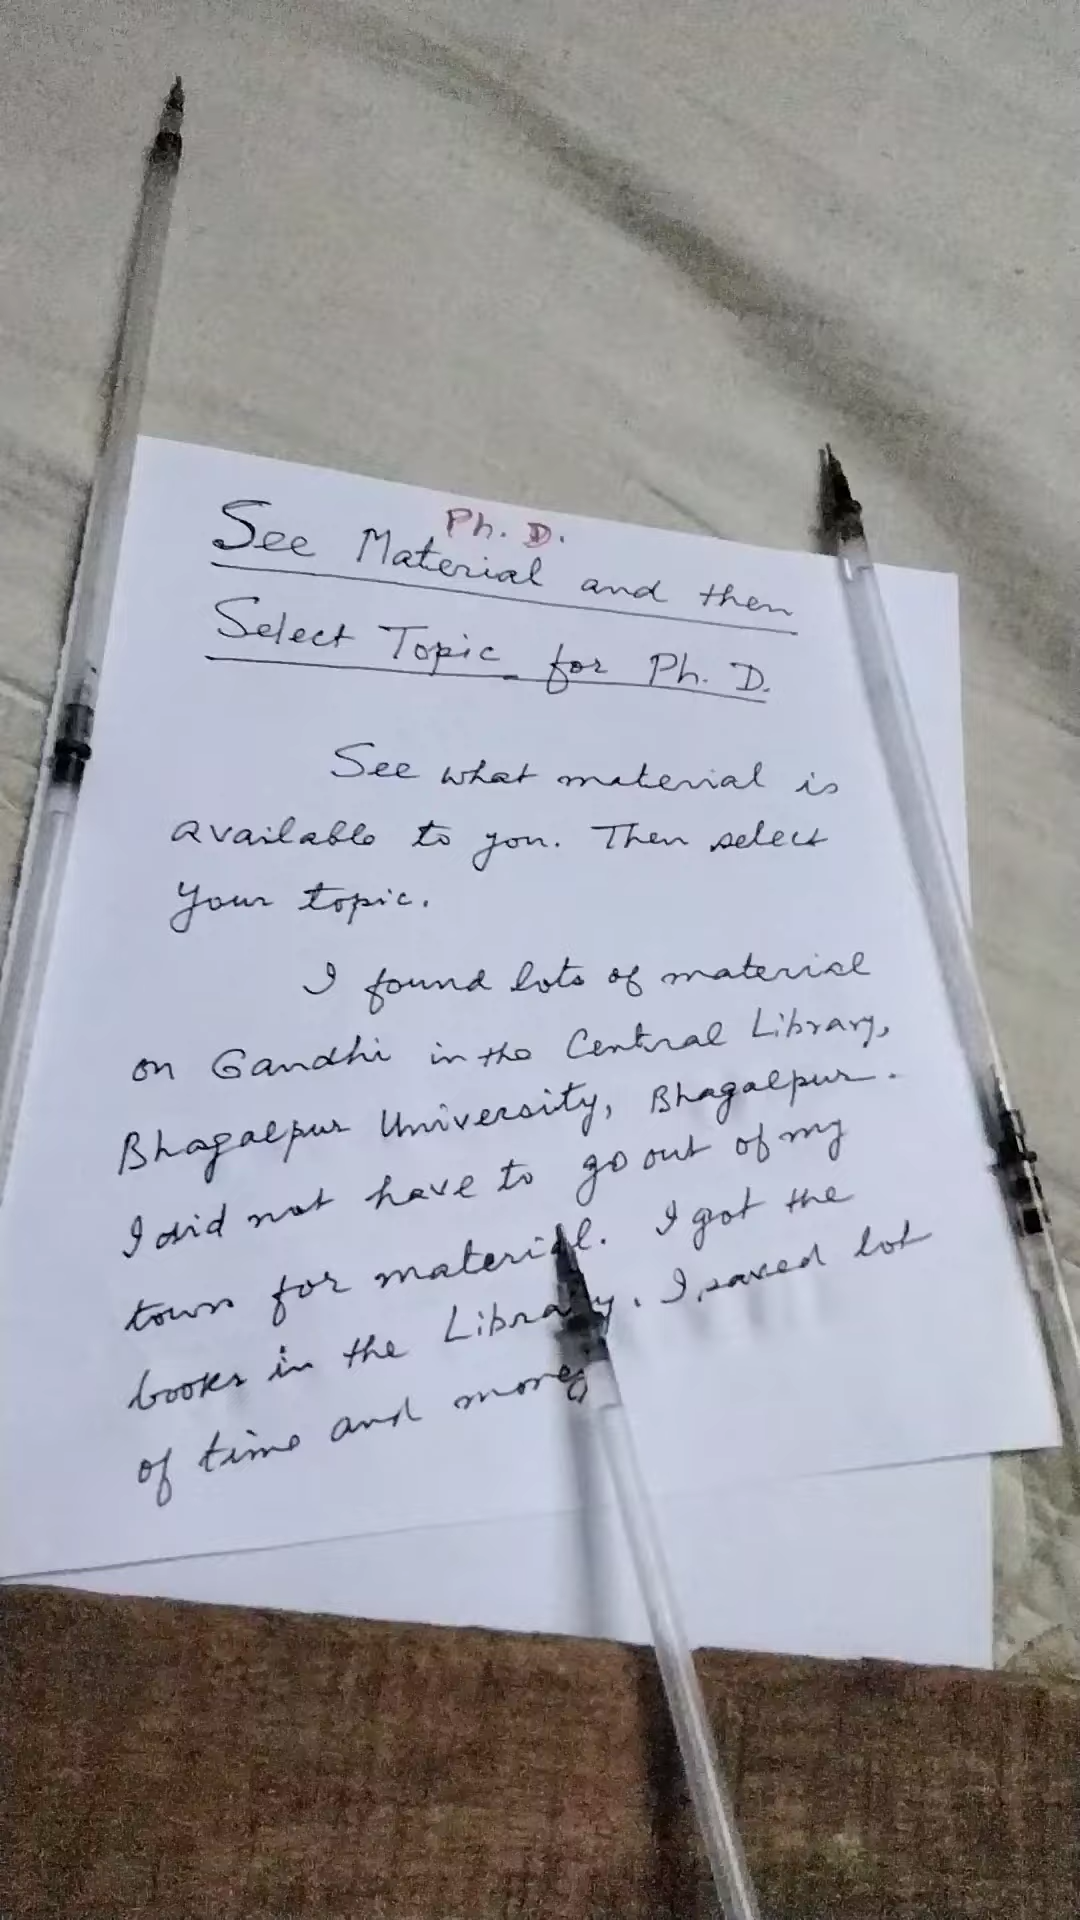 Ph. D.
See Material and then
Select Topic for Ph. D.
See what material is
available to you. Then select
Your topic.
I found lots of material
on Gandhi in the Central Library,
Bhagalpur University, Bhagalpur.
I did not have to go out of my
town for material. I got the
books in the Library. I saved lot
of time and money